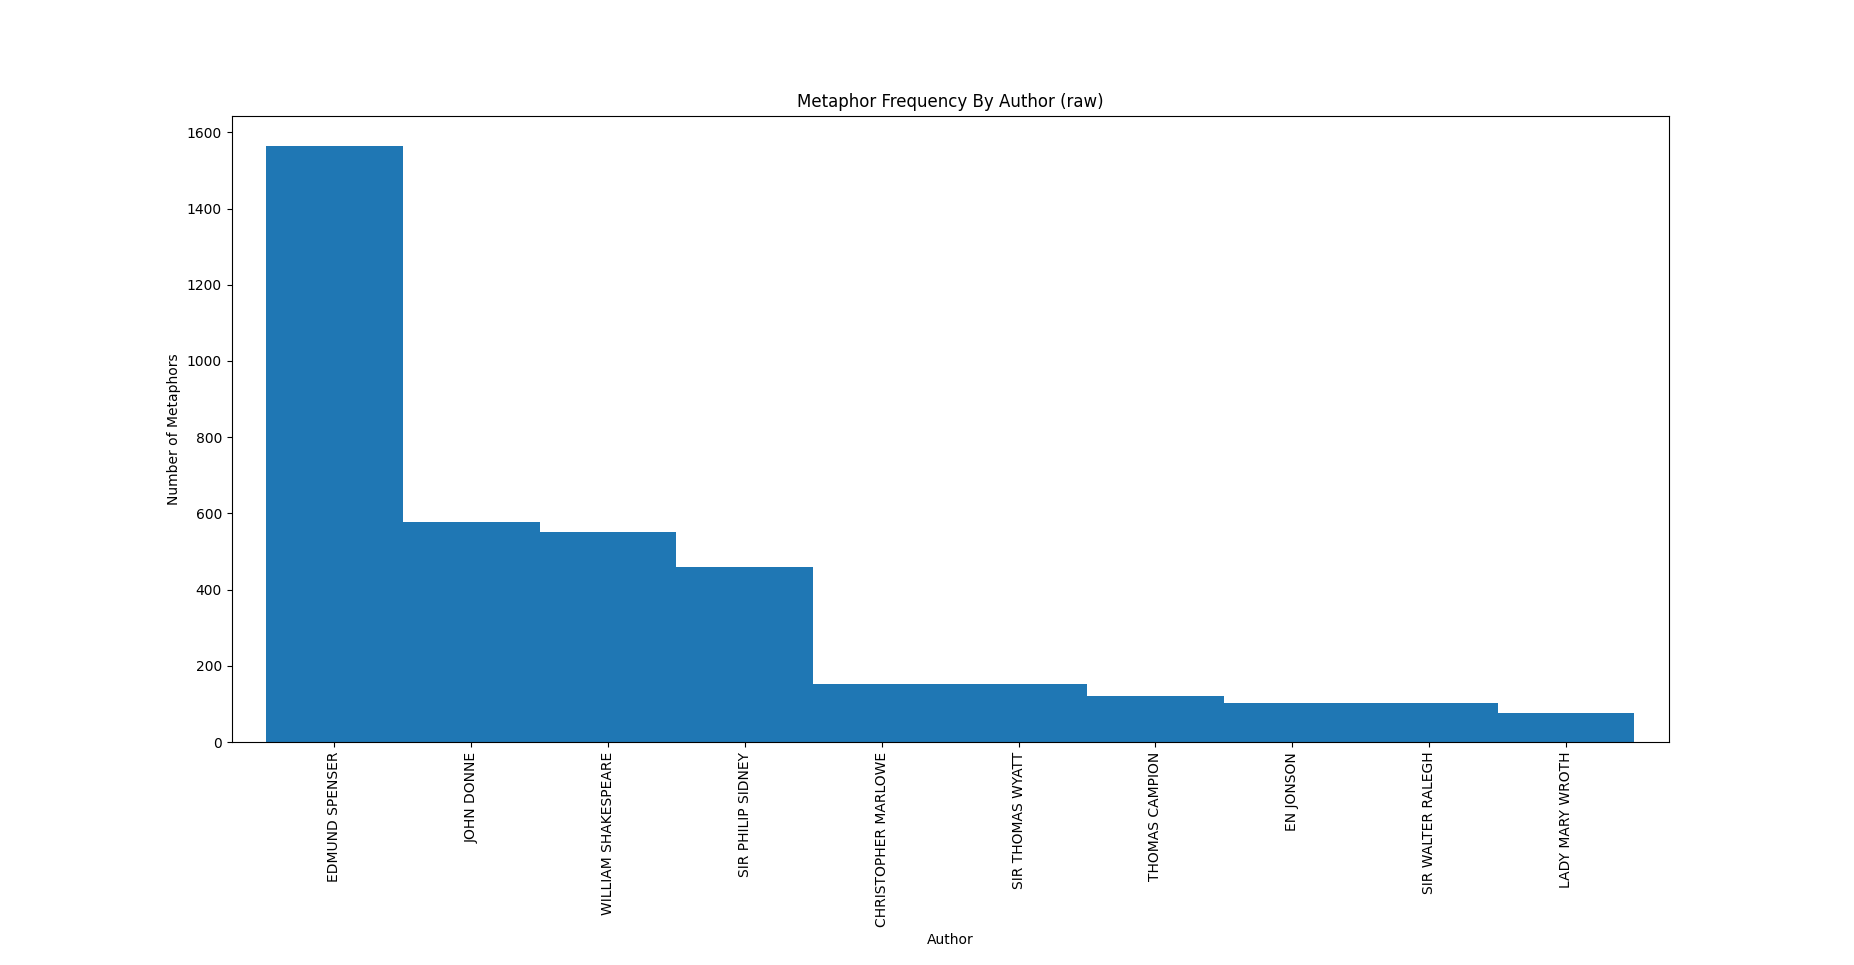 Metaphor Frequency By Author (raw)
1600
1400
1200
1000
800
600
400
200
0
Number of Metaphors
EDMUND SPENSER
JOHN DONNE
WILLIAM SHAKESPEARE
SIR PHILIP SIDNEY
CHRISTOPHER MARLOWE
SIR THOMAS WYATT
THOMAS CAMPION
EN JONSON
SIR WALTER RALEGH
LADY MARY WROTH
Author